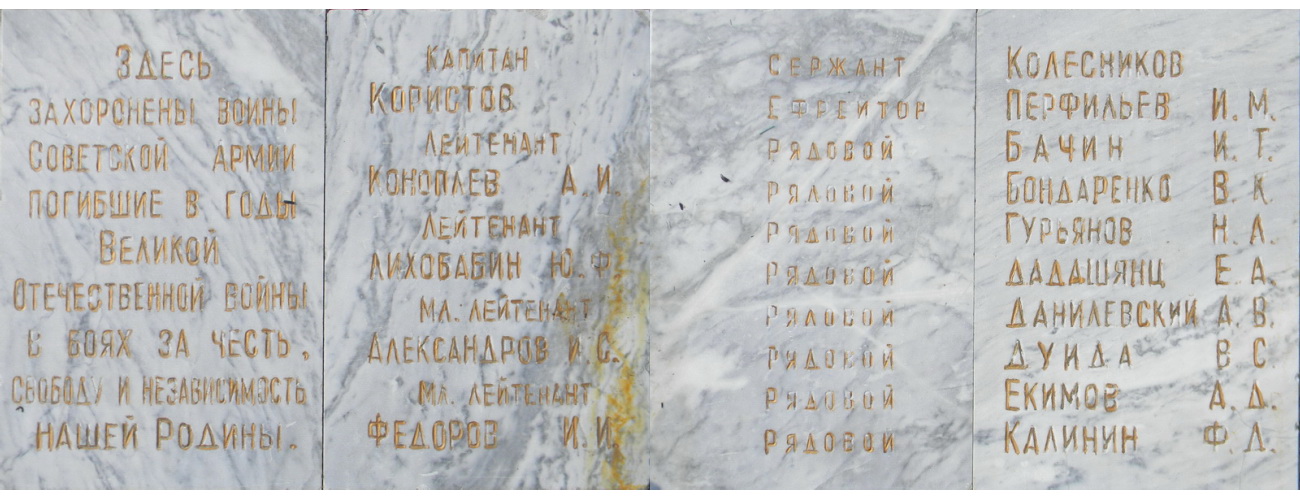 Здесь
захоронены воины
Советской Армии
погибшие в годы
Великой
Отечественной войны
в боях за честь,
свободу и независимость
нашей Родины.
Капитан
Користов
Лейтенант
Коноплев А. И.
Лейтенант
Лихобабин Ю. Ф.
Мл. Лейтенант
Александров И. С.
Мл. Лейтенант
Федоров И. И.
Сержант Колесников
Ефрейтор Перфильев И. М.
Рядовой Бачин И. Т.
Рядовой Бондаренко В. К.
Рядовой Гурьянов Н. А.
Рядовой Дадашянц Е. А.
Рядовой Данилевский А. В.
Рядовой Дуида В С.
Рядовой Екимов А. Д.
Рядовой Калинин Ф. Д.